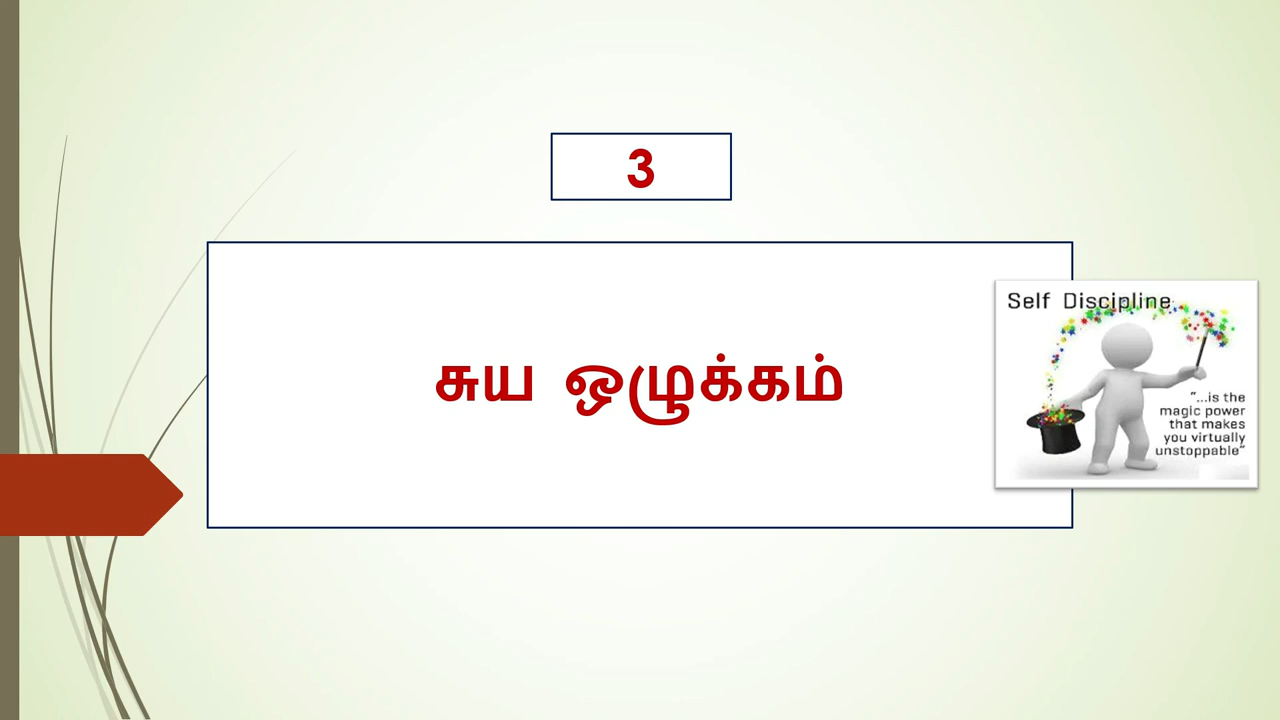 3
சுய ஒழுக்கம்
Self Discipline
“...is the
magic power
that makes
you virtually
unstoppable”